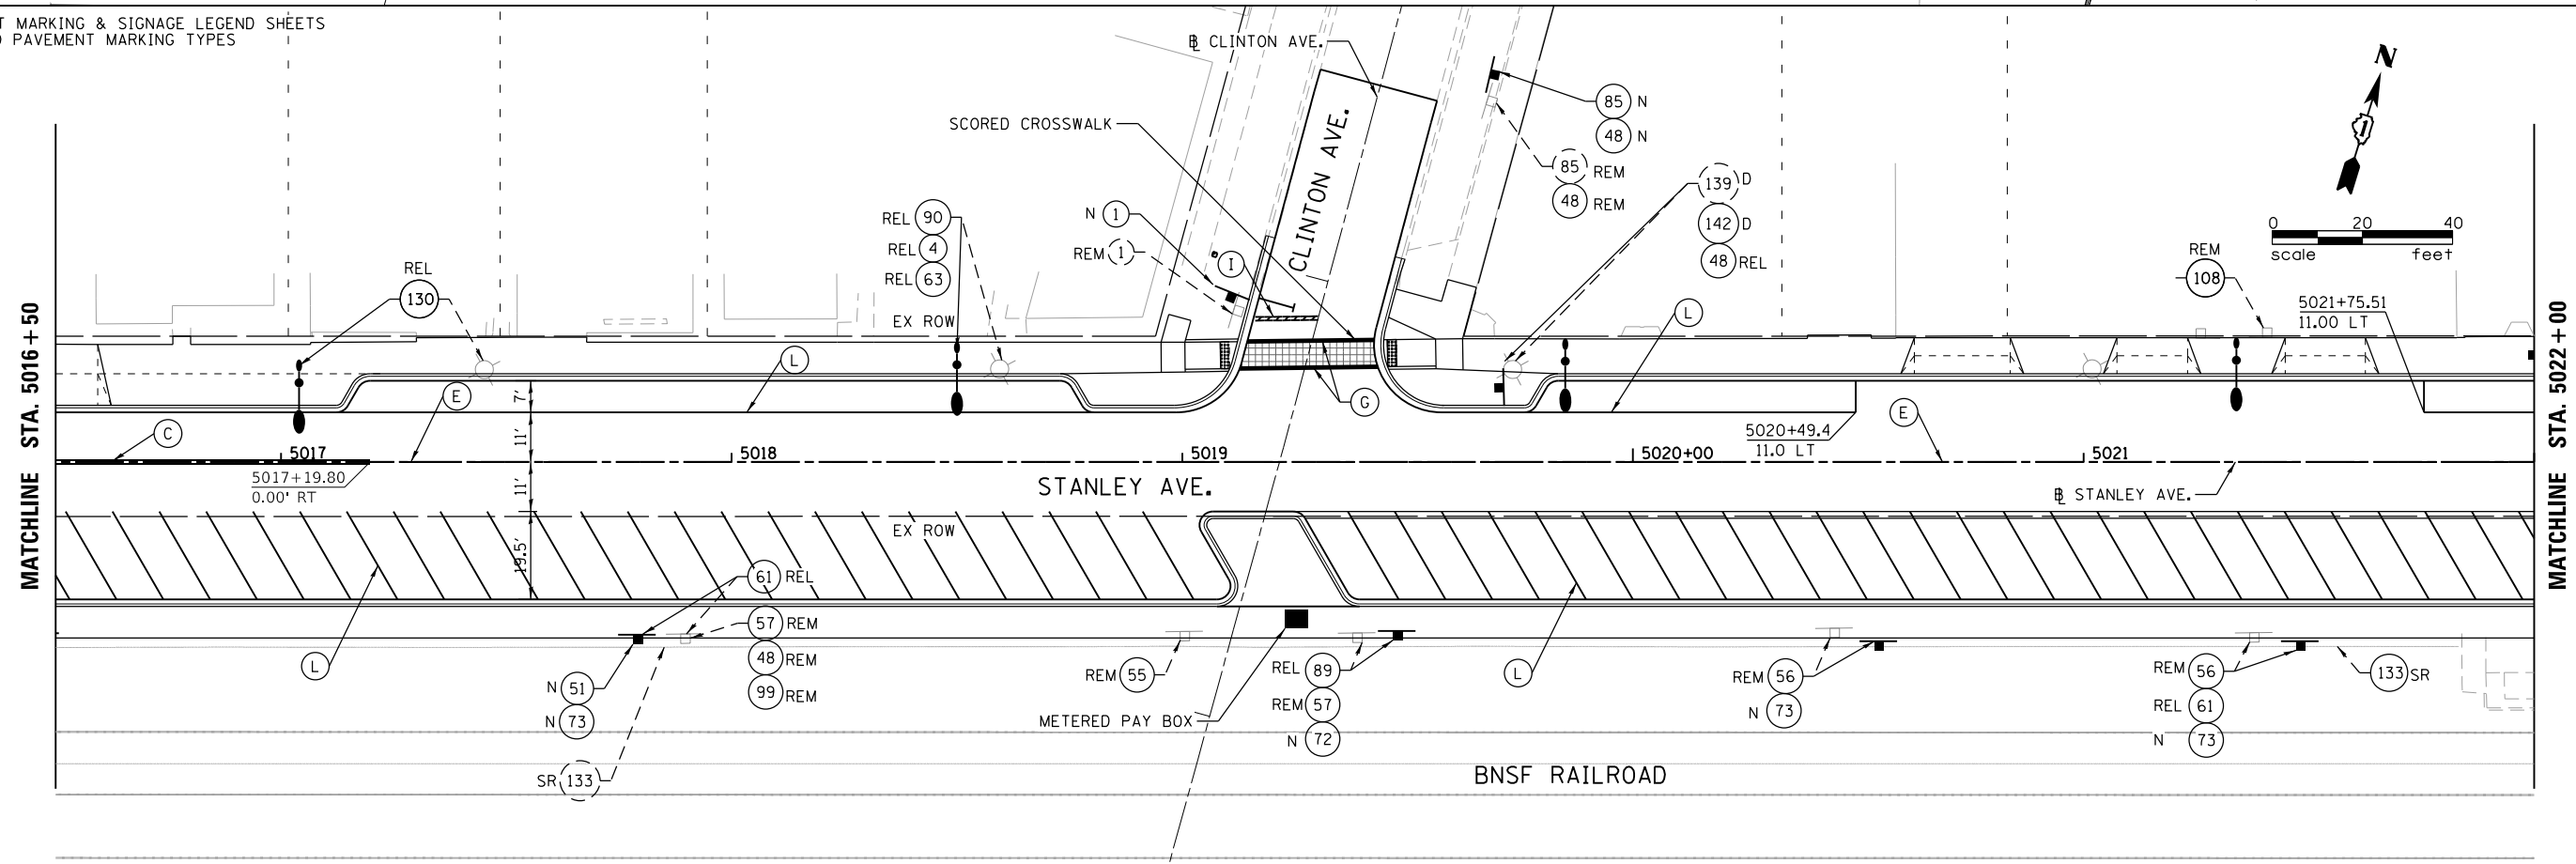 T MARKING & SIGNAGE LEGEND SHEETS
PAVEMENT MARKING TYPES
℄ CLINTON AVE.
N
1
SCORED CROSSWALK
CLINTON AVE.
85 N
48 N
85 REM
48 REM
139 D
142 D
48 REL
N 1
REM 1
I
REL 90
REL 4
REL 63
REL
130
EX ROW
0 20 40
scale feet
REM
108
5021+75.51
11.00 LT
L
L
E
G
E
C
7'
11'
11'
19.5'
5017
5018
5019
5020+00
5021
5017+19.80
0.00' RT
5020+49.4
11.0 LT
STANLEY AVE.
℄ STANLEY AVE.
EX ROW
MATCHLINE STA. 5016+50
MATCHLINE STA. 5022+00
61 REL
57 REM
48 REM
99 REM
L
N 51
N 73
SR 133
REM 55
METERED PAY BOX
REL 89
REM 57
N 72
L
REM 56
N 73
REM 56
REL 61
N 73
133 SR
BNSF RAILROAD